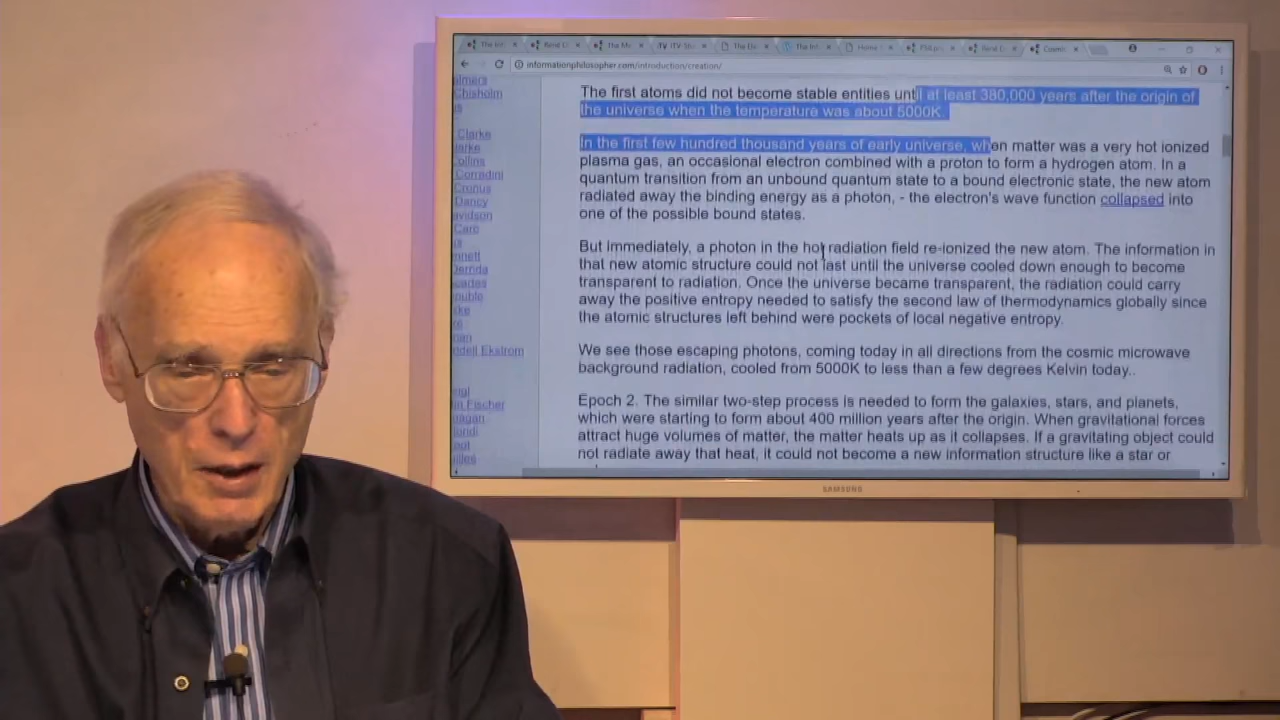 informationphilosopher.com/introduction/creation/
Chisholm
Clarke
Collins
Corradini
Cronus
The first atoms did not become stable entities until at least 380,000 years after the origin of
the universe when the temperature was about 5000K.
In the first few hundred thousand years of early universe, when matter was a very hot ionized
plasma gas, an occasional electron combined with a proton to form a hydrogen atom. In a
quantum transition from an unbound quantum state to a bound electronic state, the new atom
radiated away the binding energy as a photon, - the electron's wave function collapsed into
one of the possible bound states.
But immediately, a photon in the hot radiation field re-ionized the new atom. The information in
that new atomic structure could not last until the universe cooled down enough to become
transparent to radiation. Once the universe became transparent, the radiation could carry
away the positive entropy needed to satisfy the second law of thermodynamics globally since
the atomic structures left behind were pockets of local negative entropy.
Ekstrom
We see those escaping photons, coming today in all directions from the cosmic microwave
background radiation, cooled from 5000K to less than a few degrees Kelvin today..
Fischer
Epoch 2. The similar two-step process is needed to form the galaxies, stars, and planets,
which were starting to form about 400 million years after the origin. When gravitational forces
attract huge volumes of matter, the matter heats up as it collapses. If a gravitating object could
not radiate away that heat, it could not become a new information structure like a star or
SAMSUNG